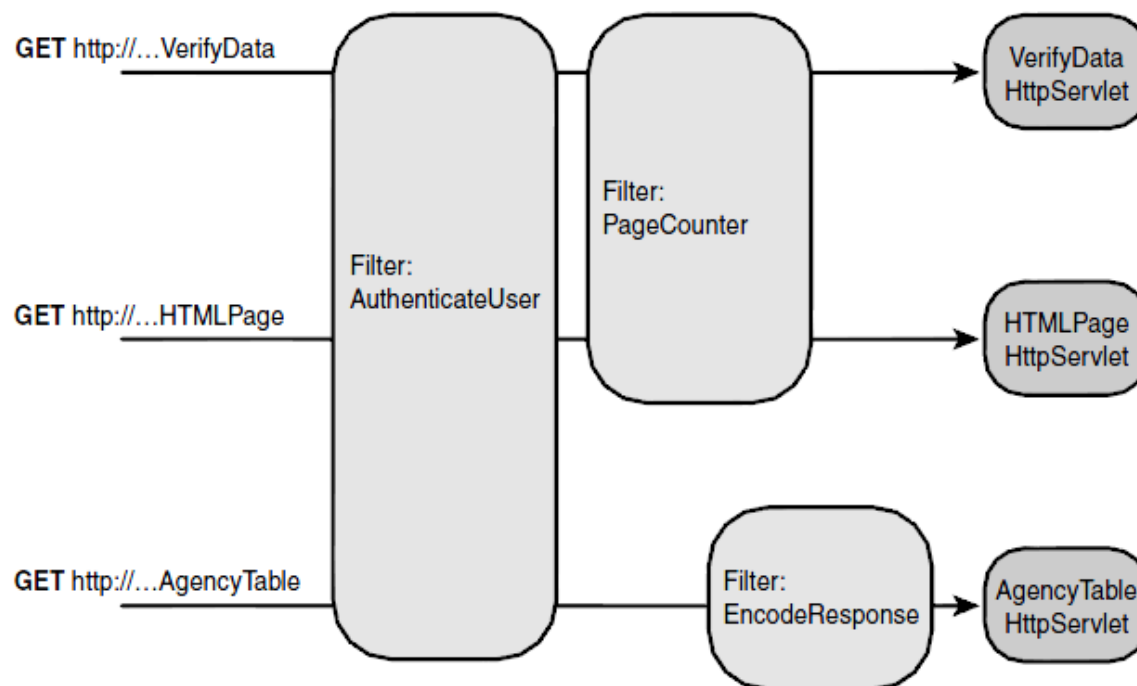 GET http://...VerifyData
VerifyData
HttpServlet
Filter:
PageCounter
Filter:
AuthenticateUser
GET http://...HTMLPage
HTMLPage
HttpServlet
GET http://...AgencyTable
Filter:
EncodeResponse
AgencyTable
HttpServlet